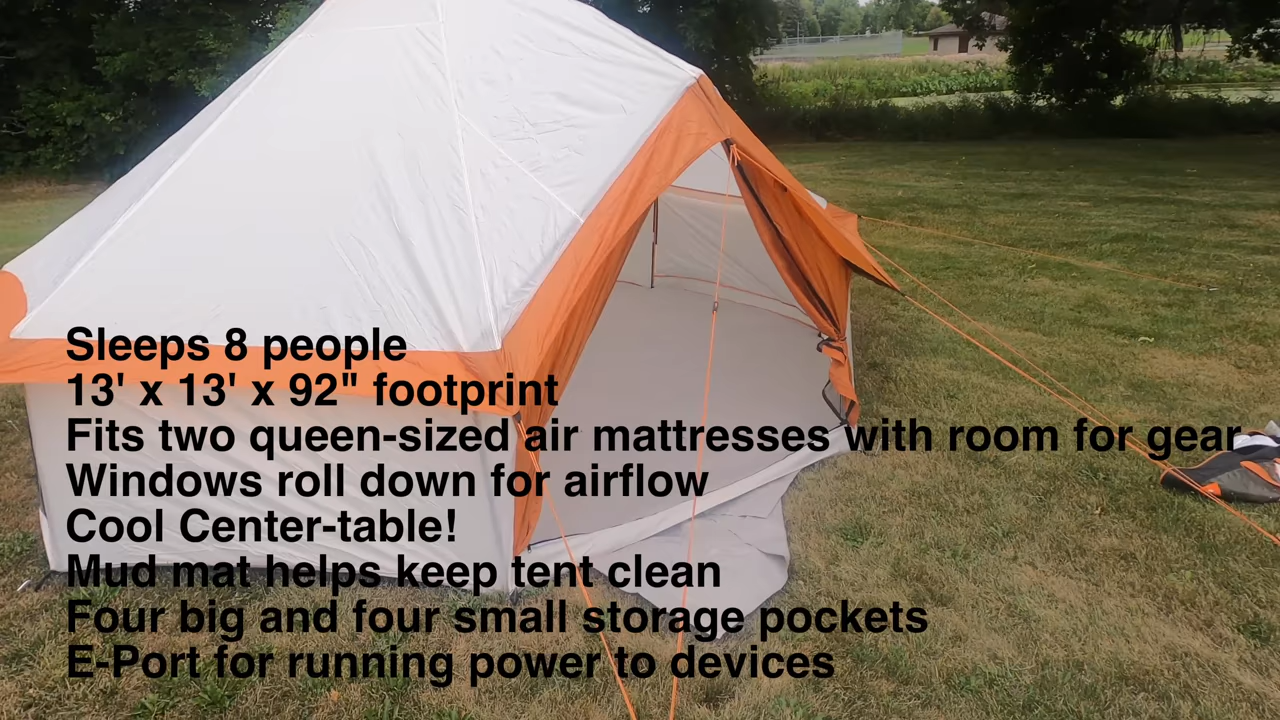 Sleeps 8 people
13' x 13' x 92" footprint
Fits two queen-sized air mattresses with room for gear
Windows roll down for airflow
Cool Center-table!
Mud mat helps keep tent clean
Four big and four small storage pockets
E-Port for running power to devices